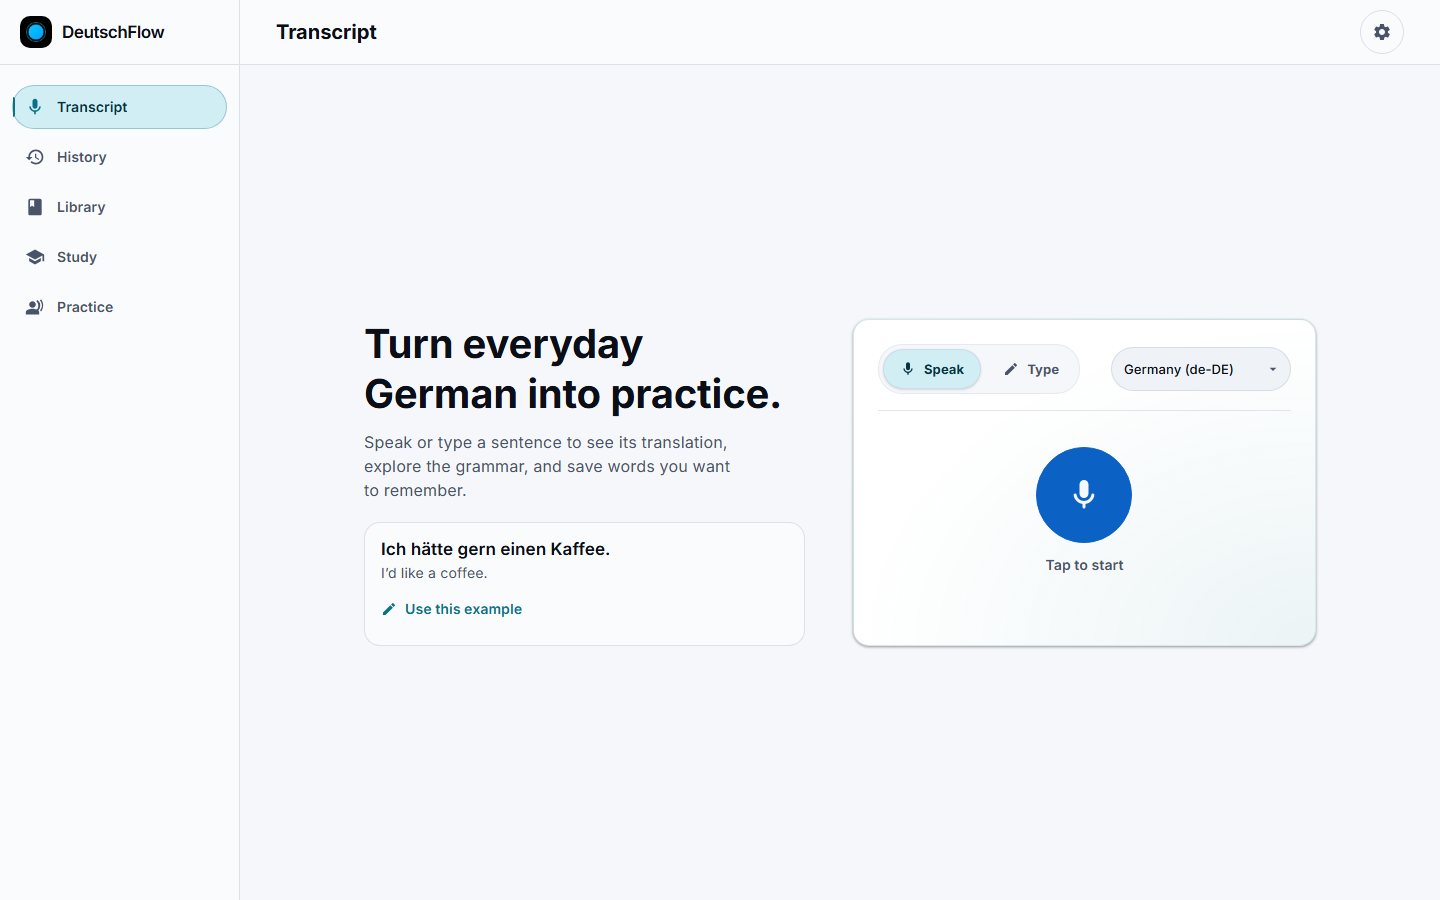 DeutschFlow
Transcript
Transcript
History
Library
Study
Practice
Turn everyday
German into practice.
Speak or type a sentence to see its translation,
explore the grammar, and save words you want
to remember.
Ich hätte gern einen Kaffee.
I’d like a coffee.
Use this example
Speak
Type
Germany (de-DE)
Tap to start